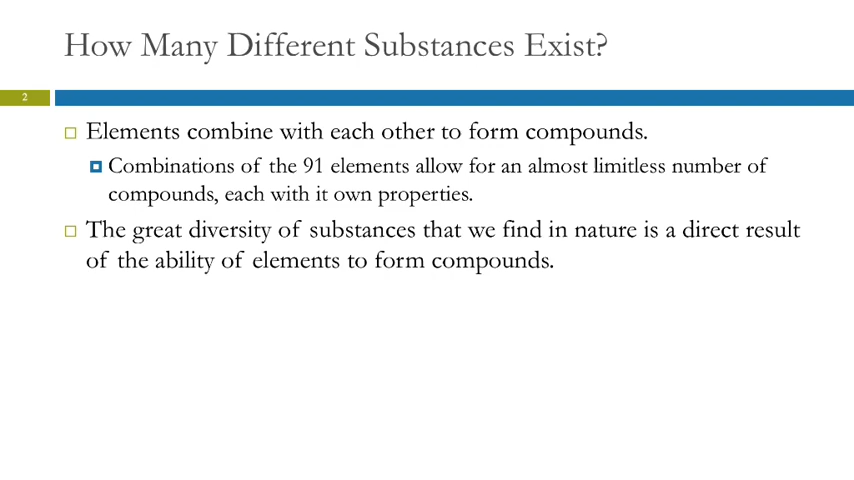 How Many Different Substances Exist?
2
Elements combine with each other to form compounds.
Combinations of the 91 elements allow for an almost limitless number of
compounds, each with it own properties.
The great diversity of substances that we find in nature is a direct result
of the ability of elements to form compounds.